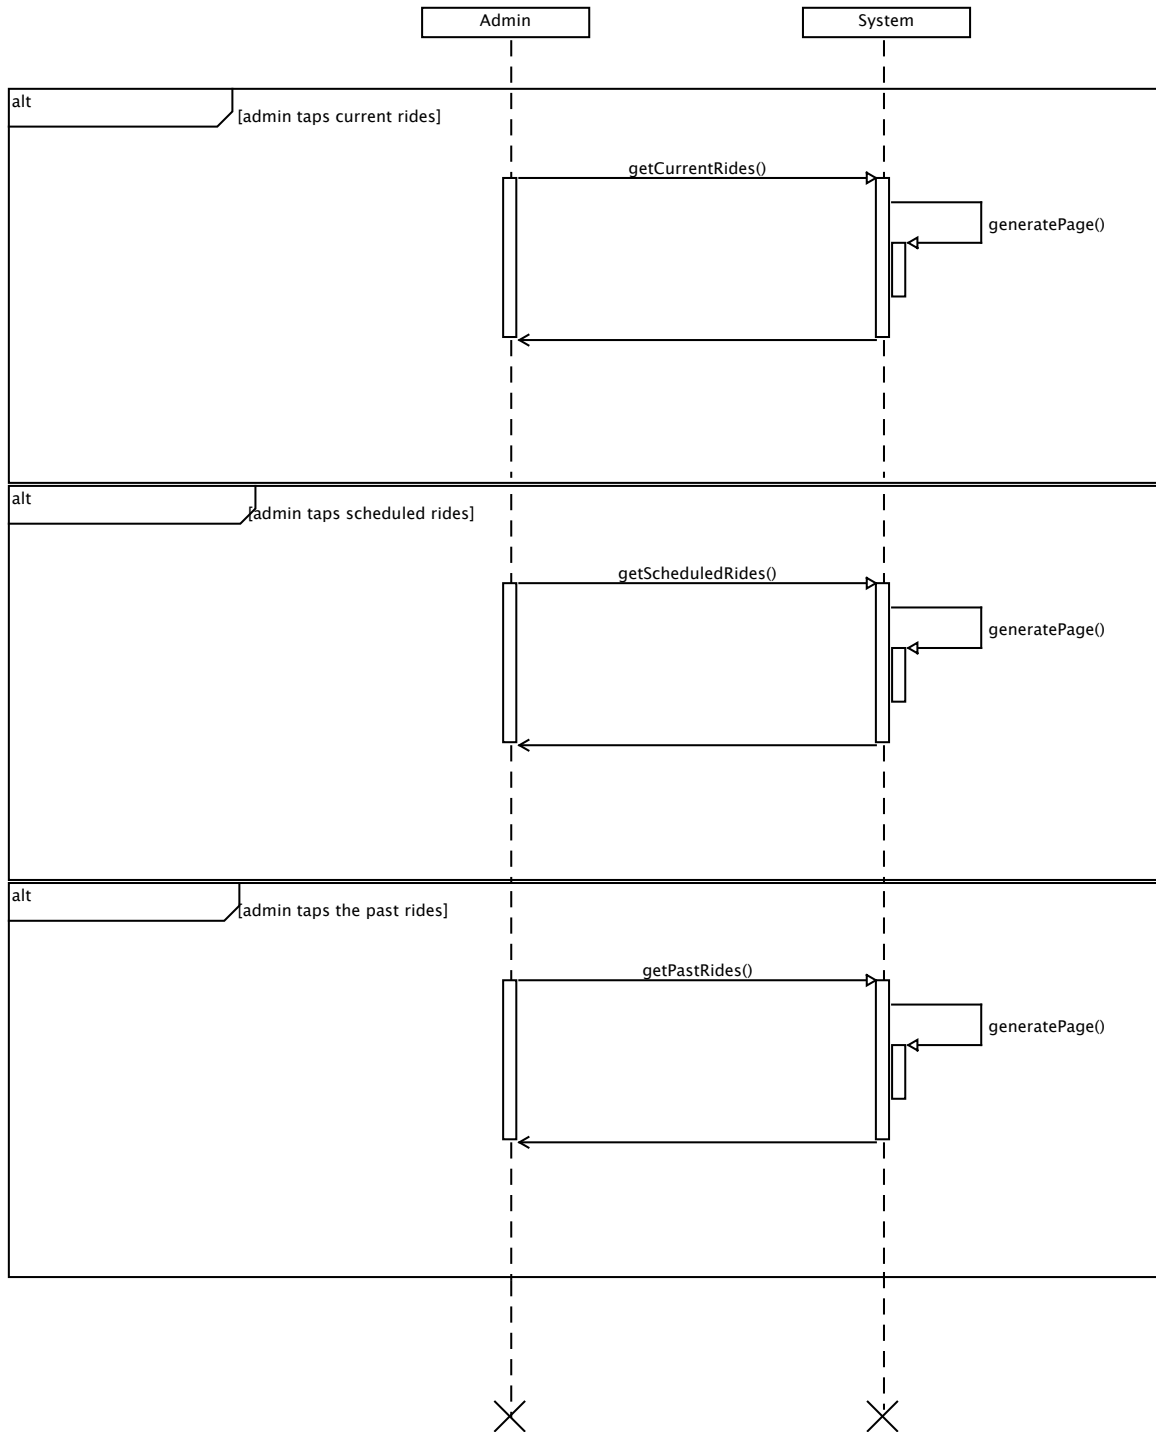 Admin
System
alt
[admin taps current rides]
getCurrentRides()
generatePage()
alt
[admin taps scheduled rides]
getScheduledRides()
generatePage()
alt
[admin taps the past rides]
getPastRides()
generatePage()